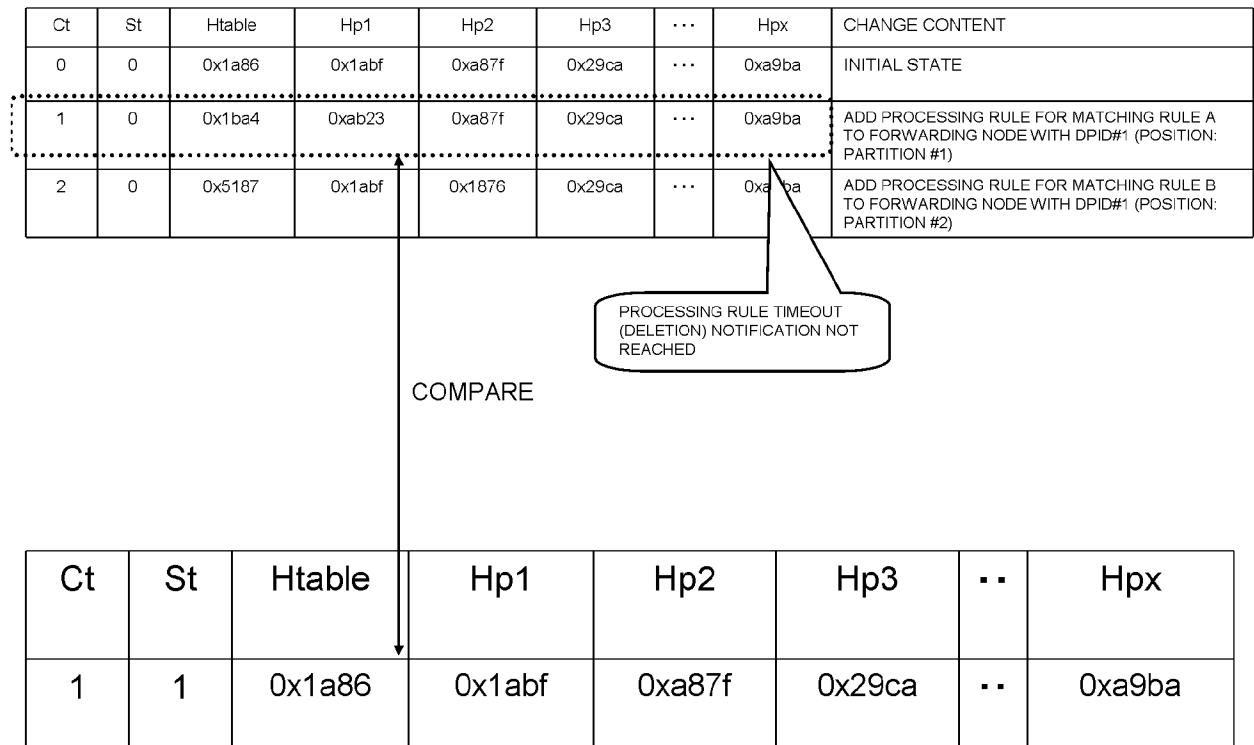 Ct St Htable Hp1 Hp2 Hp3 ... Hpx CHANGE CONTENT
0 0 0x1a86 0x1abf 0xa87f 0x29ca ... 0xa9ba INITIAL STATE
1 0 0x1ba4 0xab23 0xa87f 0x29ca ... 0xa9ba ADD PROCESSING RULE FOR MATCHING RULE A
TO FORWARDING NODE WITH DPID#1 (POSITION:
PARTITION #1)
2 0 0x5187 0x1abf 0x1876 0x29ca ... ADD PROCESSING RULE FOR MATCHING RULE B
TO FORWARDING NODE WITH DPID#1 (POSITION:
PARTITION #2)
PROCESSING RULE TIMEOUT
(DELETION) NOTIFICATION NOT
REACHED
COMPARE
Ct St Htable Hp1 Hp2 Hp3 .. Hpx
1 1 0x1a86 0x1abf 0xa87f 0x29ca .. 0xa9ba